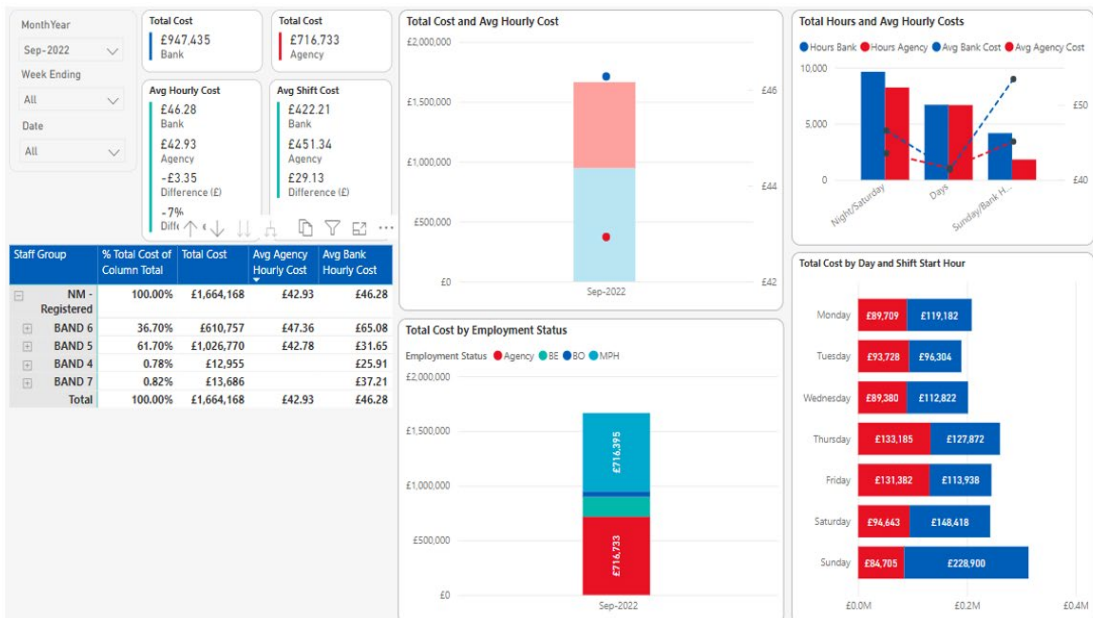 MonthYear
Sep-2022
Week Ending
All
Date
All
Total Cost
£947,435
Bank
Total Cost
£716,733
Agency
Avg Hourly Cost
£46.28
Bank
£42.93
Agency
-£3.35
Difference (£)
-7%
Avg Shift Cost
£422.21
Bank
£451.34
Agency
£29.13
Difference (£)
Staff Group % Total Cost of Column Total Total Cost Avg Agency Hourly Cost Avg Bank Hourly Cost
NM - Registered 100.00% £1,664,168 £42.93 £46.28
BAND 6 36.70% £610,757 £47.36 £65.08
BAND 5 61.70% £1,026,770 £42.78 £31.65
BAND 4 0.78% £12,955 £25.91
BAND 7 0.82% £13,686 £37.21
Total 100.00% £1,664,168 £42.93 £46.28
Total Cost and Avg Hourly Cost
£2,000,000
£1,500,000 £46
£1,000,000
£44
£500,000
£0 £42
Sep-2022
Total Cost by Employment Status
Employment Status Agency BE BO MPH
£2,000,000
£1,500,000
£716,395
£1,000,000
£500,000
£716,733
£0
Sep-2022
Total Hours and Avg Hourly Costs
Hours Bank Hours Agency Avg Bank Cost Avg Agency Cost
10,000
£50
5,000
0 £40
Night/Saturday
Days
Sunday/Bank H...
Total Cost by Day and Shift Start Hour
Monday £89,709 £119,182
Tuesday £93,728 £96,304
Wednesday £89,380 £112,822
Thursday £133,185 £127,872
Friday £131,382 £113,938
Saturday £94,643 £148,418
Sunday £84,705 £228,900
£0.0M £0.2M £0.4M